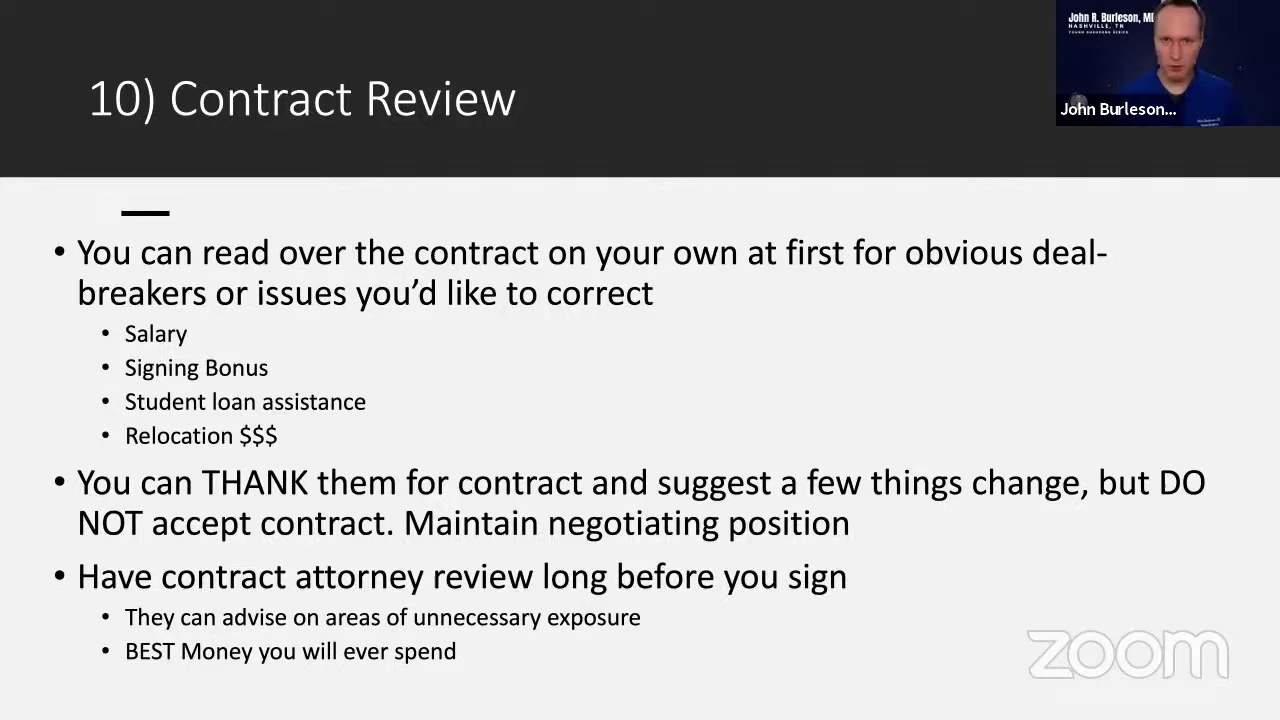 10) Contract Review
John R. Burleson, MD
NASHVILLE, TN
YOUNG SURGEONS SERIES
John Burleson...
• You can read over the contract on your own at first for obvious deal-
breakers or issues you’d like to correct
• Salary
• Signing Bonus
• Student loan assistance
• Relocation $$$
• You can THANK them for contract and suggest a few things change, but DO
NOT accept contract. Maintain negotiating position
• Have contract attorney review long before you sign
• They can advise on areas of unnecessary exposure
• BEST Money you will ever spend
zoom